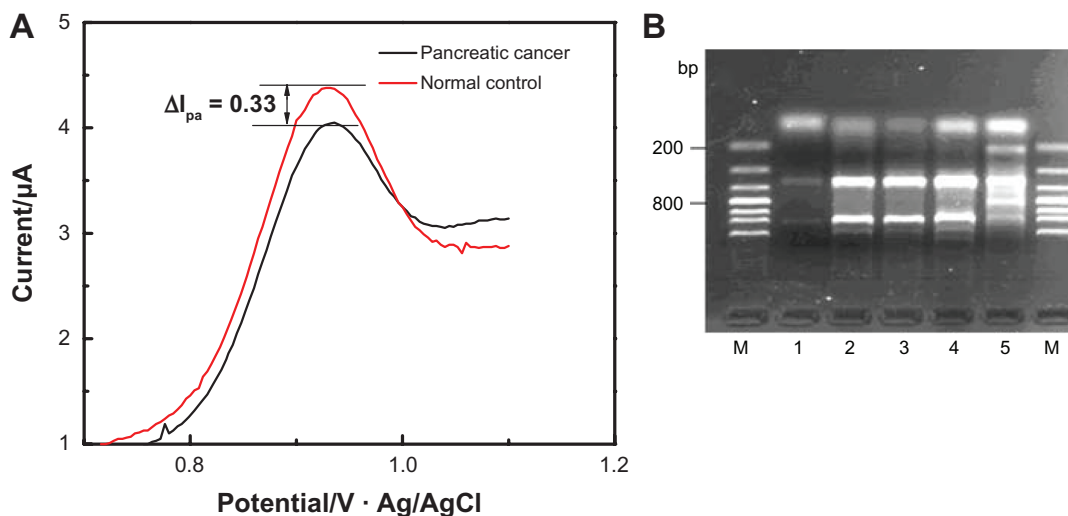 A
5
4
3
2
1
0.8
1.0
1.2
Current/µA
Potential/V · Ag/AgCl
Pancreatic cancer
Normal control
ΔIpa = 0.33
B
bp
200
800
M 1 2 3 4 5 M